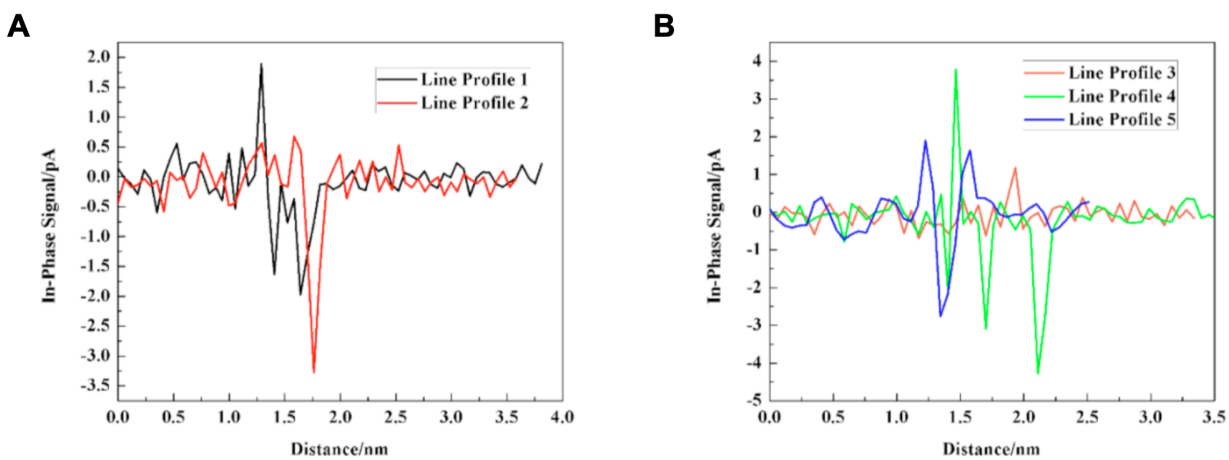 A
2.0
1.5
1.0
0.5
0.0
-0.5
-1.0
-1.5
-2.0
-2.5
-3.0
-3.5
In-Phase Signal/pA
Line Profile 1
Line Profile 2
0.0 0.5 1.0 1.5 2.0 2.5 3.0 3.5 4.0
Distance/nm
B
4
3
2
1
0
-1
-2
-3
-4
-5
In-Phase Signal/pA
Line Profile 3
Line Profile 4
Line Profile 5
0.0 0.5 1.0 1.5 2.0 2.5 3.0 3.5
Distance/nm